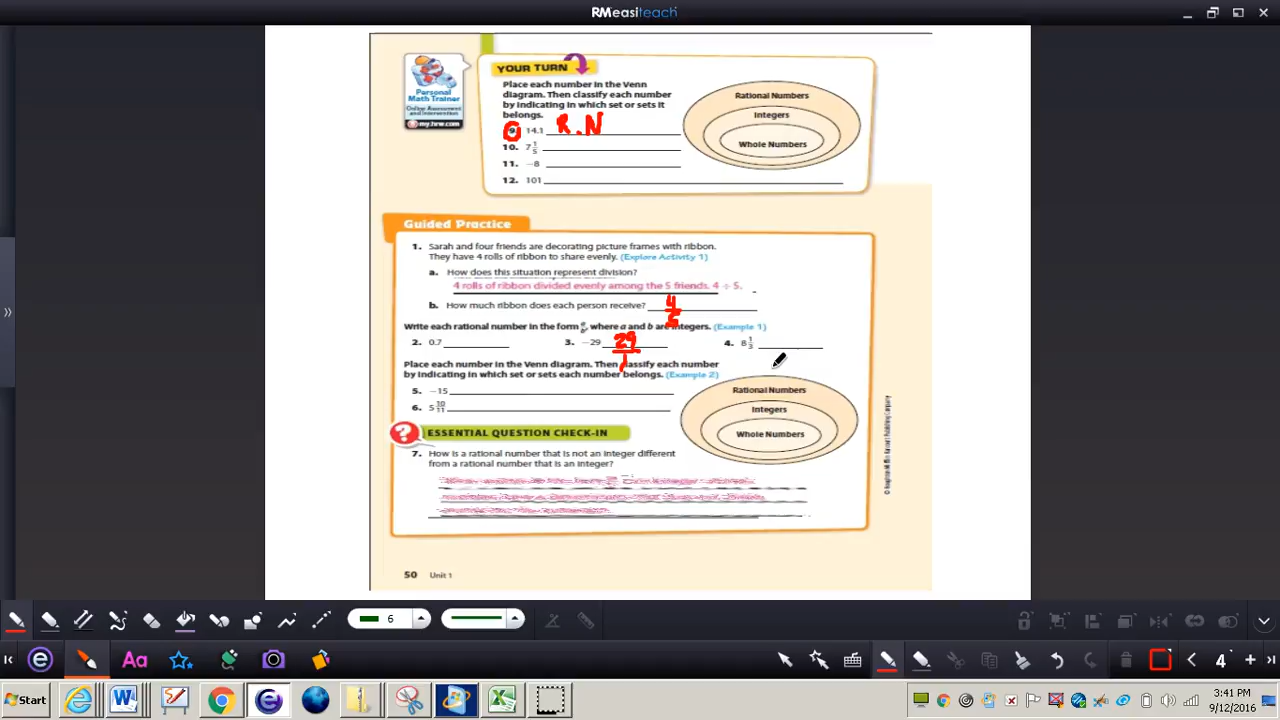 RM easiteach
YOUR TURN
Personal
Math Trainer
Online Assessment
and Intervention
my.hrw.com
Place each number in the Venn
diagram. Then classify each number
by indicating in which set or sets it
belongs.
9. 14.1 R.N
10. 7 1/5
11. −8
12. 101
Rational Numbers
Integers
Whole Numbers
Guided Practice
1. Sarah and four friends are decorating picture frames with ribbon.
They have 4 rolls of ribbon to share evenly. (Explore Activity 1)
a. How does this situation represent division?
4 rolls of ribbon divided evenly among the 5 friends. 4 ÷ 5.
b. How much ribbon does each person receive? 4/5
Write each rational number in the form a/b, where a and b are integers. (Example 1)
2. 0.7 3. −29 29/1 4. 8 1/3
Place each number in the Venn diagram. Then classify each number
by indicating in which set or sets each number belongs. (Example 2)
5. −15
6. 5 10/11
Rational Numbers
Integers
Whole Numbers
? ESSENTIAL QUESTION CHECK-IN
7. How is a rational number that is not an integer different
from a rational number that is an integer?
© Houghton Mifflin Harcourt Publishing Company
50 Unit 1
6
Aa
4
Start
3:41 PM
9/12/2016